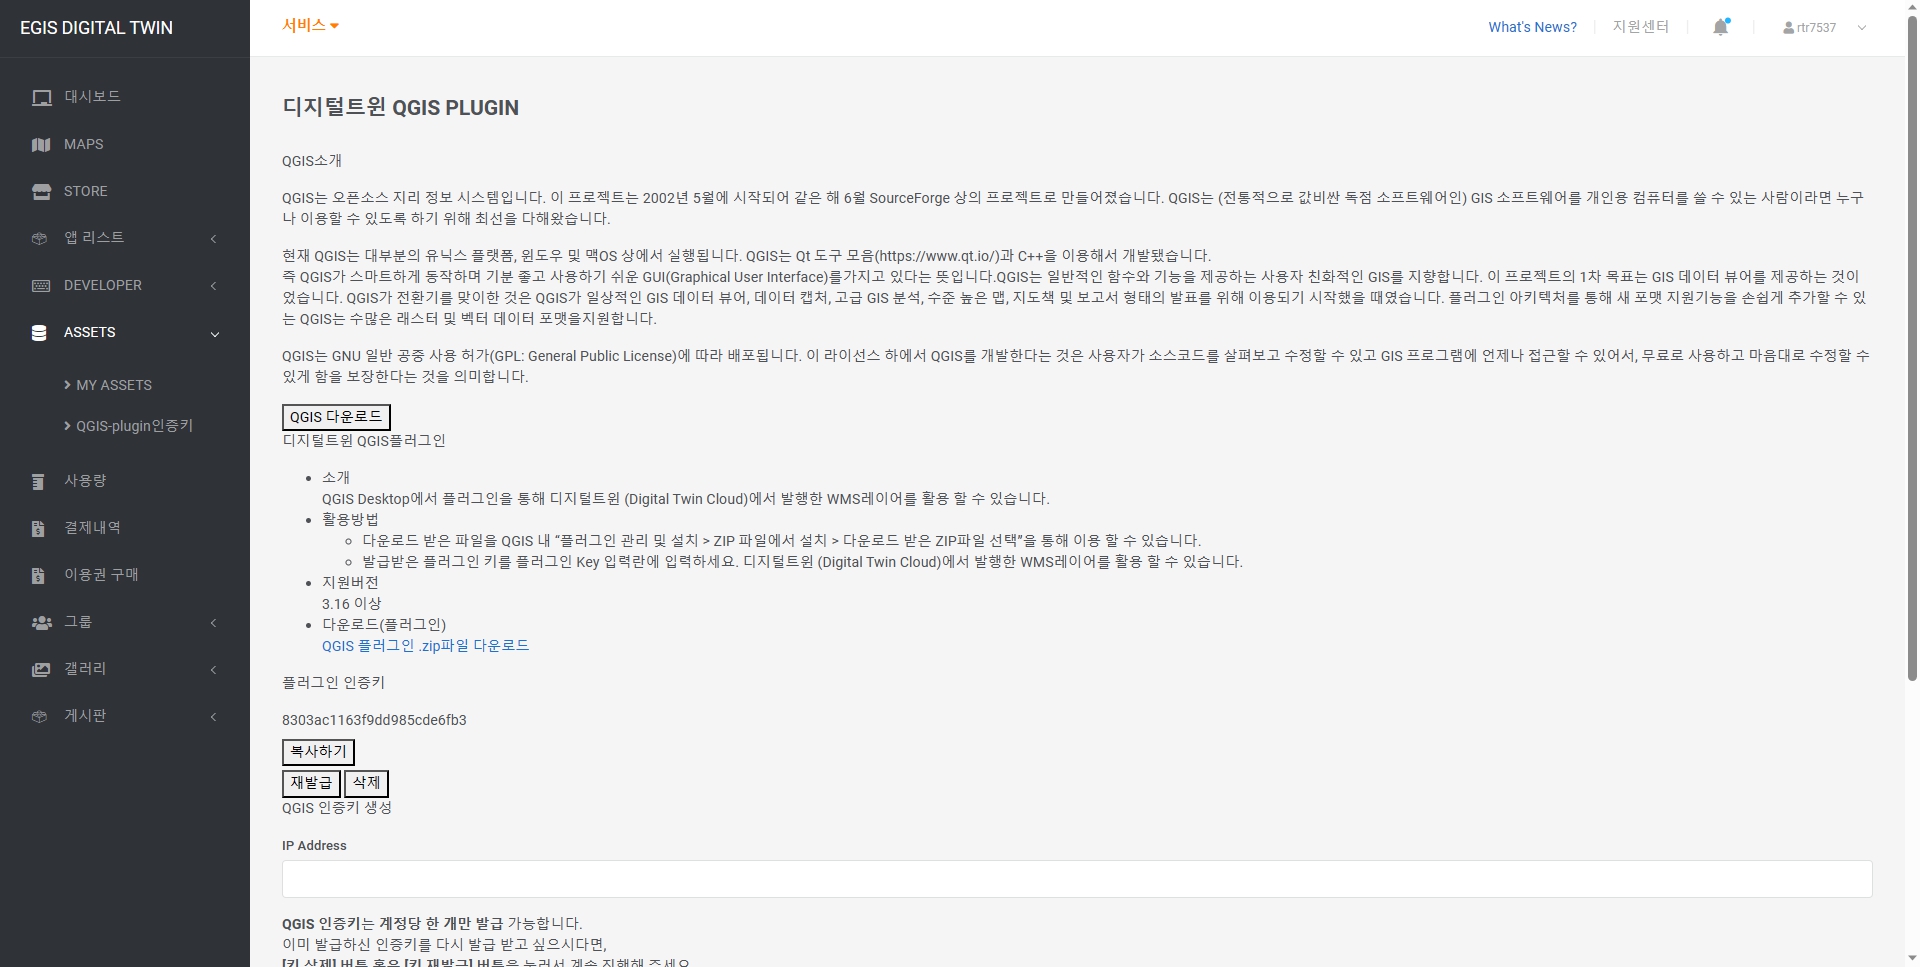 EGIS DIGITAL TWIN
서비스
What's News?
지원센터
rtr7537
대시보드
MAPS
STORE
앱 리스트
DEVELOPER
ASSETS
MY ASSETS
QGIS-plugin인증키
사용량
결제내역
이용권 구매
그룹
갤러리
게시판
디지털트윈 QGIS PLUGIN
QGIS소개
QGIS는 오픈소스 지리 정보 시스템입니다. 이 프로젝트는 2002년 5월에 시작되어 같은 해 6월 SourceForge 상의 프로젝트로 만들어졌습니다. QGIS는 (전통적으로 값비싼 독점 소프트웨어인) GIS 소프트웨어를 개인용 컴퓨터를 쓸 수 있는 사람이라면 누구
나 이용할 수 있도록 하기 위해 최선을 다해왔습니다.
현재 QGIS는 대부분의 유닉스 플랫폼, 윈도우 및 맥OS 상에서 실행됩니다. QGIS는 Qt 도구 모음(https://www.qt.io/)과 C++을 이용해서 개발됐습니다.
즉 QGIS가 스마트하게 동작하며 기분 좋고 사용하기 쉬운 GUI(Graphical User Interface)를가지고 있다는 뜻입니다.QGIS는 일반적인 함수와 기능을 제공하는 사용자 친화적인 GIS를 지향합니다. 이 프로젝트의 1차 목표는 GIS 데이터 뷰어를 제공하는 것이
었습니다. QGIS가 전환기를 맞이한 것은 QGIS가 일상적인 GIS 데이터 뷰어, 데이터 캡처, 고급 GIS 분석, 수준 높은 맵, 지도책 및 보고서 형태의 발표를 위해 이용되기 시작했을 때였습니다. 플러그인 아키텍처를 통해 새 포맷 지원기능을 손쉽게 추가할 수 있
는 QGIS는 수많은 래스터 및 벡터 데이터 포맷을지원합니다.
QGIS는 GNU 일반 공중 사용 허가(GPL: General Public License)에 따라 배포됩니다. 이 라이선스 하에서 QGIS를 개발한다는 것은 사용자가 소스코드를 살펴보고 수정할 수 있고 GIS 프로그램에 언제나 접근할 수 있어서, 무료로 사용하고 마음대로 수정할 수
있게 함을 보장한다는 것을 의미합니다.
QGIS 다운로드
디지털트윈 QGIS플러그인
소개
QGIS Desktop에서 플러그인을 통해 디지털트윈 (Digital Twin Cloud)에서 발행한 WMS레이어를 활용 할 수 있습니다.
활용방법
다운로드 받은 파일을 QGIS 내 “플러그인 관리 및 설치 > ZIP 파일에서 설치 > 다운로드 받은 ZIP파일 선택”을 통해 이용 할 수 있습니다.
발급받은 플러그인 키를 플러그인 Key 입력란에 입력하세요. 디지털트윈 (Digital Twin Cloud)에서 발행한 WMS레이어를 활용 할 수 있습니다.
지원버전
3.16 이상
다운로드(플러그인)
QGIS 플러그인 .zip파일 다운로드
플러그인 인증키
8303ac1163f9dd985cde6fb3
복사하기
재발급 삭제
QGIS 인증키 생성
IP Address
QGIS 인증키는 계정당 한 개만 발급 가능합니다.
이미 발급하신 인증키를 다시 발급 받고 싶으시다면,
[키 삭제] 버튼 혹은 [키 재발급] 버튼을 눌러서 계속 진행해 주세요